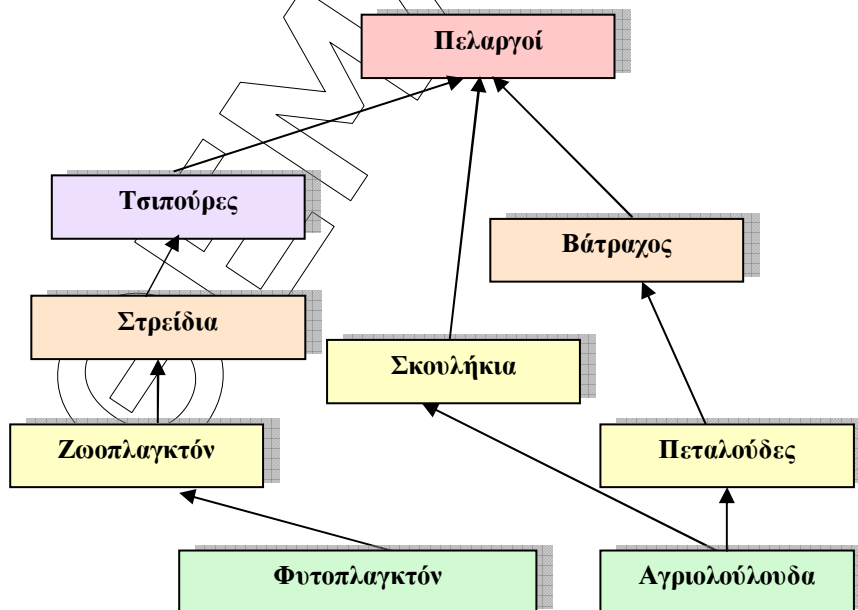 Πελαργοί
Τσιπούρες
Βάτραχος
Στρείδια
Σκουλήκια
Ζωοπλαγκτόν
Πεταλούδες
Φυτοπλαγκτόν
Αγριολούλουδα